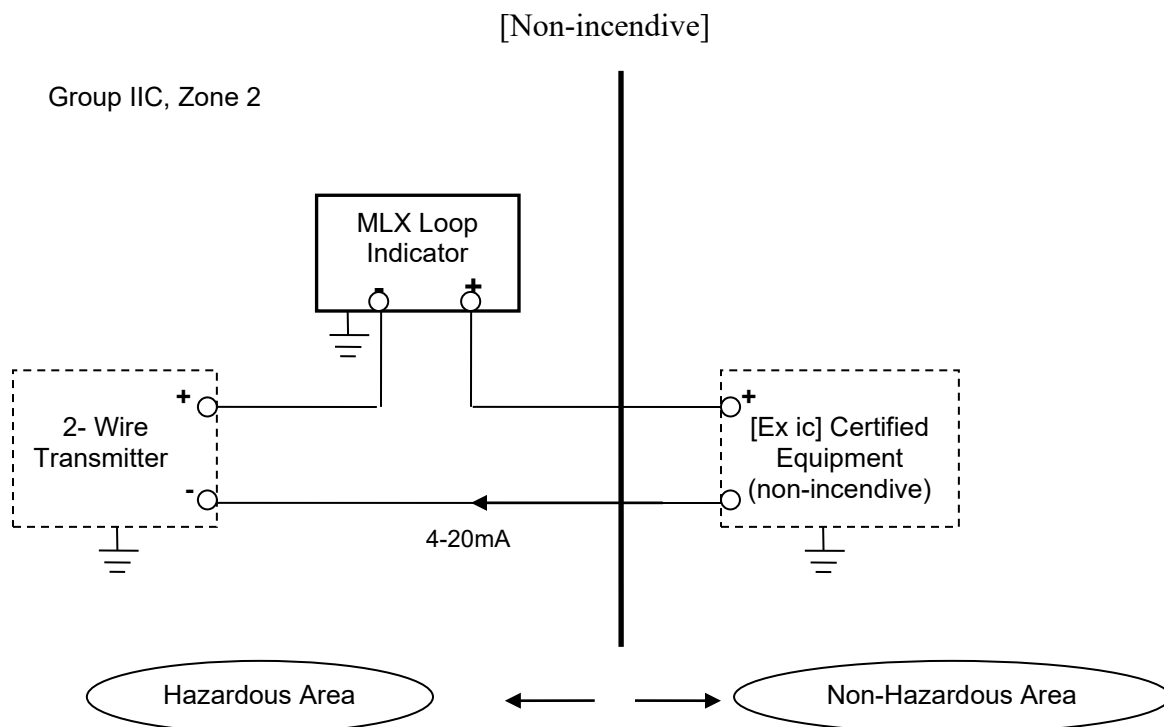 [Non-incendive]
Group IIC, Zone 2
MLX Loop
Indicator
- +
+
2- Wire
Transmitter
-
+
[Ex ic] Certified
Equipment
(non-incendive)
4-20mA
Hazardous Area
Non-Hazardous Area